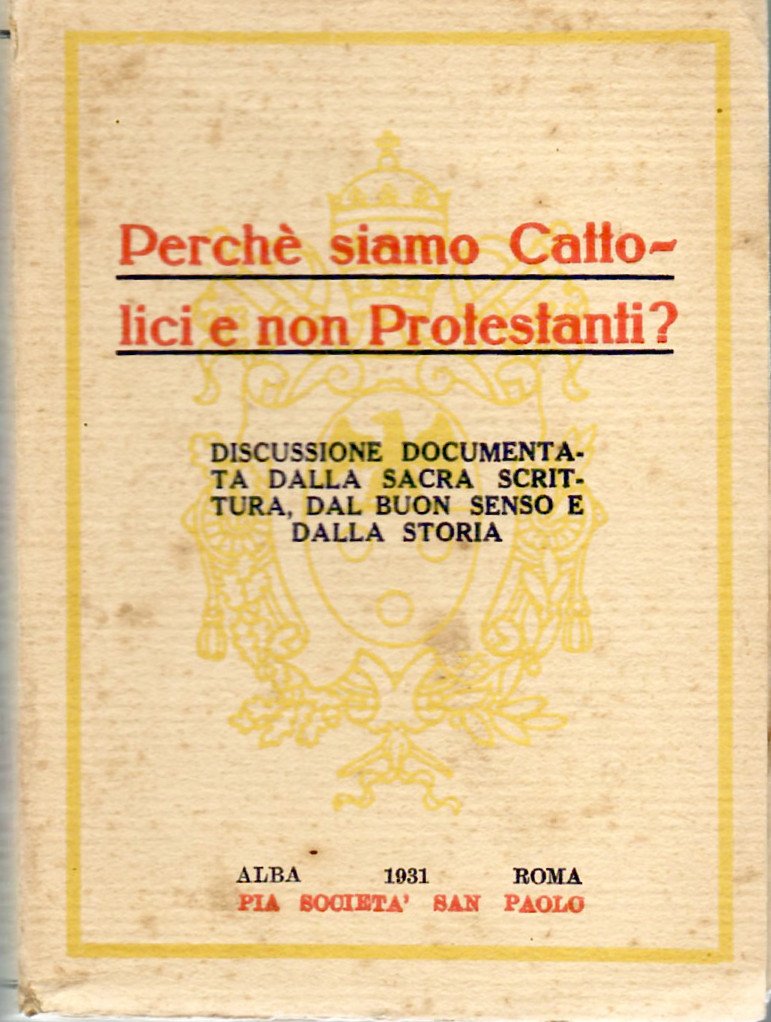 Perchè siamo Catto-
lici e non Protestanti?
DISCUSSIONE DOCUMENTA-
TA DALLA SACRA SCRIT-
TURA, DAL BUON SENSO E
DALLA STORIA
ALBA 1931 ROMA
PIA SOCIETA' SAN PAOLO